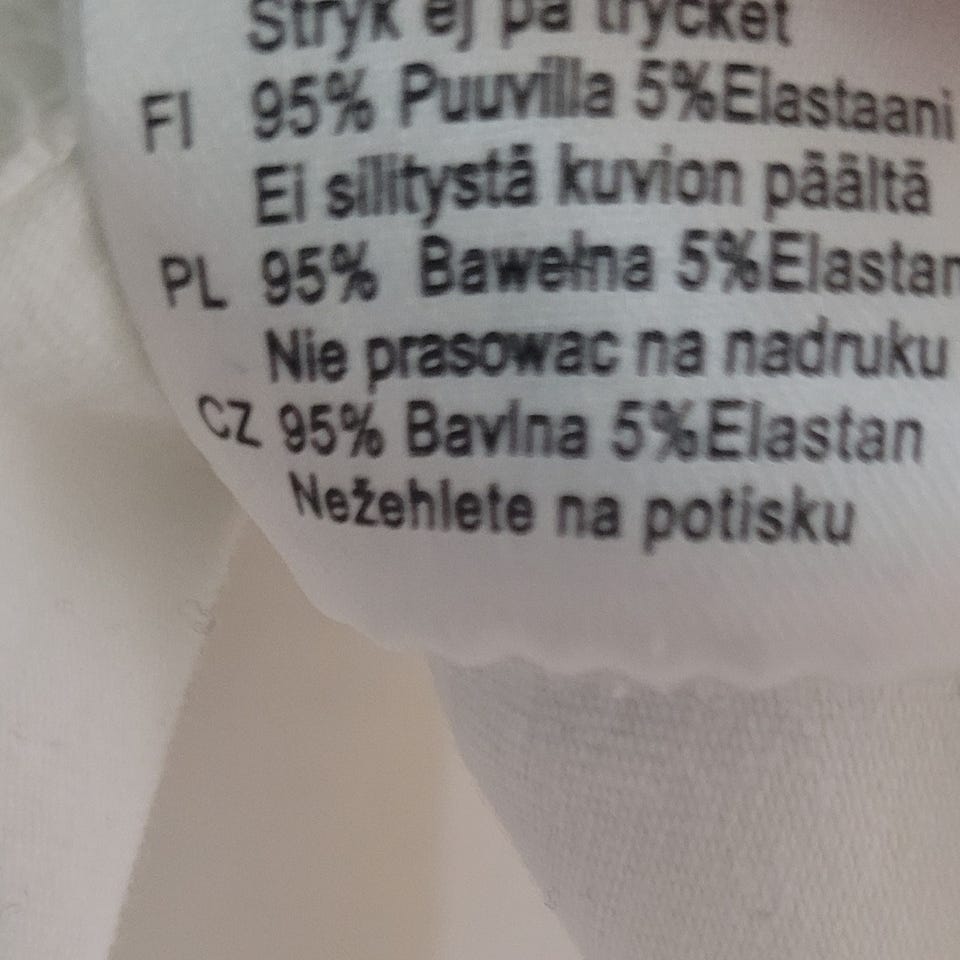 Stryk ej på trycket
FI 95% Puuvilla 5%Elastaani
Ei silitystä kuvion päältä
PL 95% Bawełna 5%Elastan
Nie prasowac na nadruku
CZ 95% Bavlna 5%Elastan
Nežehlete na potisku